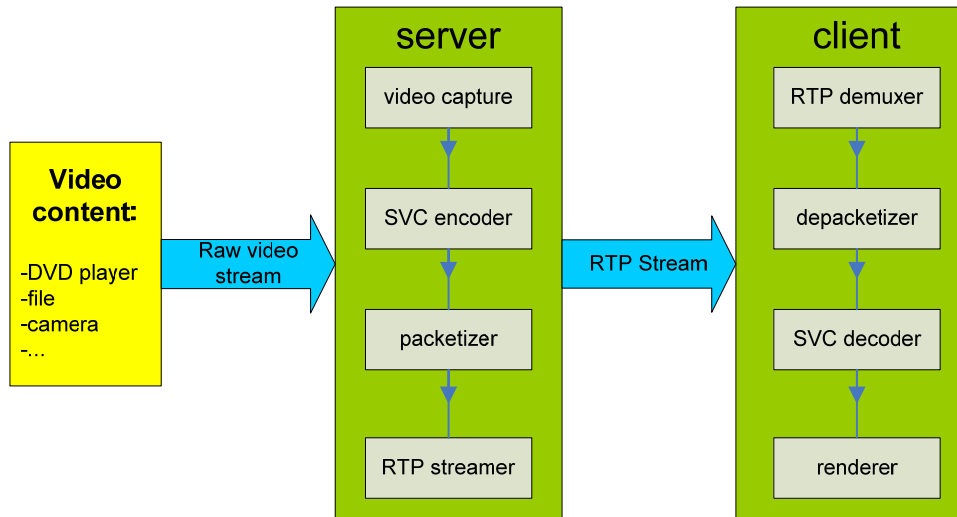 Video
content:
-DVD player
-file
-camera
-...
Raw video
stream
server
video capture
SVC encoder
packetizer
RTP streamer
RTP Stream
client
RTP demuxer
depacketizer
SVC decoder
renderer